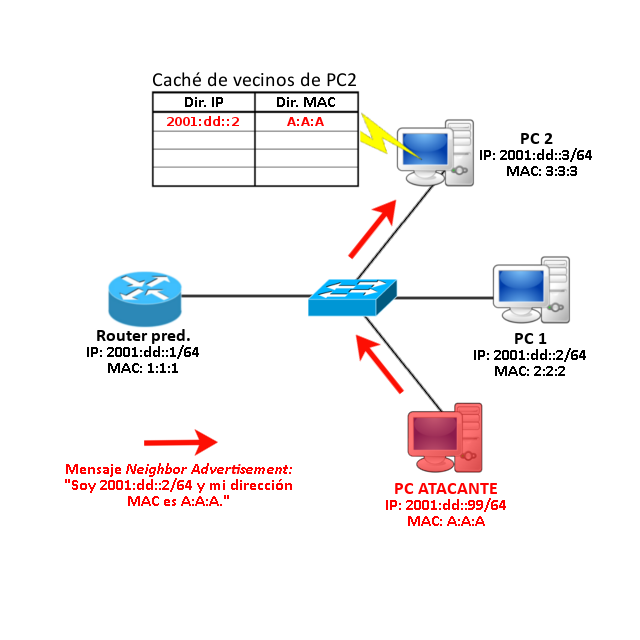 Caché de vecinos de PC2
Dir. IP Dir. MAC
2001:dd::2 A:A:A
PC 2
IP: 2001:dd::3/64
MAC: 3:3:3
Router pred.
IP: 2001:dd::1/64
MAC: 1:1:1
PC 1
IP: 2001:dd::2/64
MAC: 2:2:2
Mensaje Neighbor Advertisement:
"Soy 2001:dd::2/64 y mi dirección
MAC es A:A:A."
PC ATACANTE
IP: 2001:dd::99/64
MAC: A:A:A